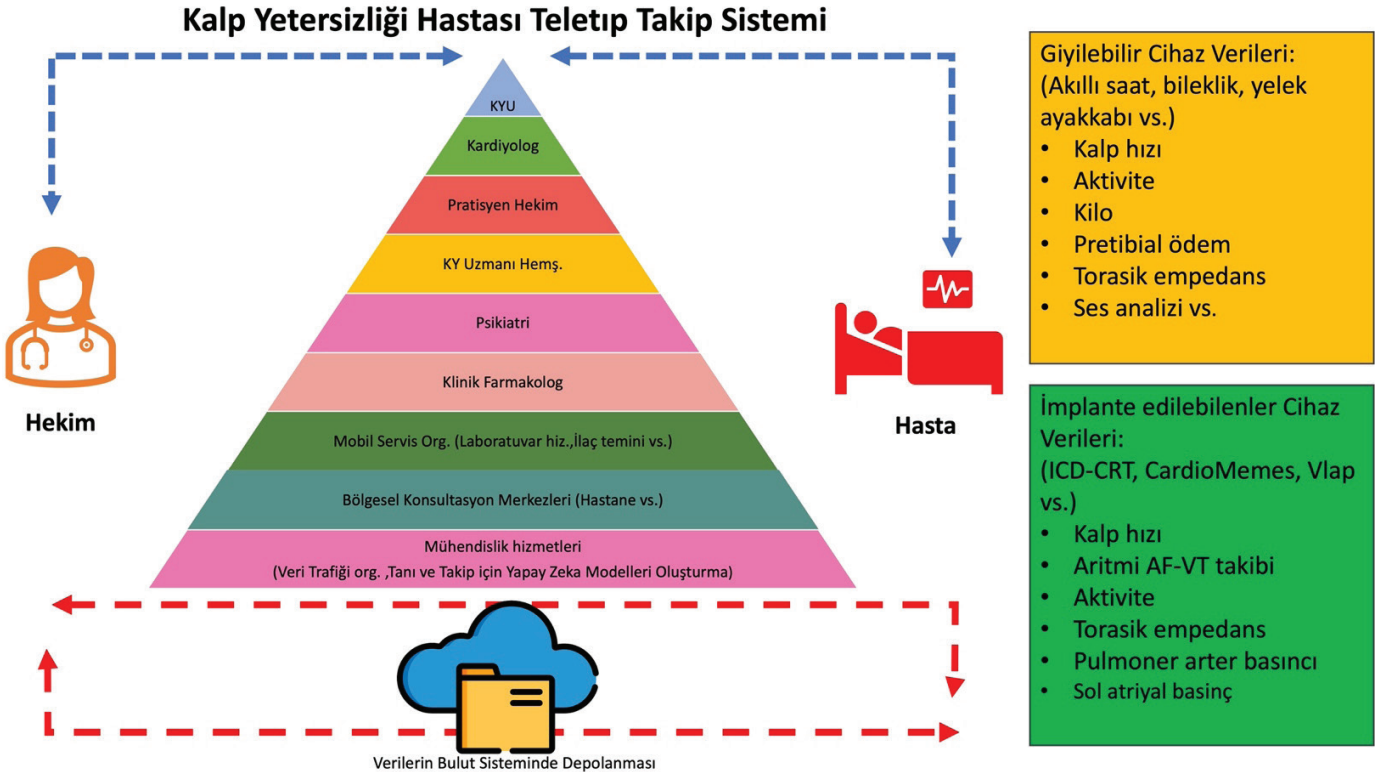 Kalp Yetersizliği Hastası Teletıp Takip Sistemi
KYU
Kardiyolog
Pratisyen Hekim
KY Uzmanı Hemş.
Psikiatri
Klinik Farmakolog
Mobil Servis Org. (Laboratuvar hiz.,İlaç temini vs.)
Bölgesel Konsultasyon Merkezleri (Hastane vs.)
Mühendislik hizmetleri
(Veri Trafiği org. ,Tanı ve Takip için Yapay Zeka Modelleri Oluşturma)
Hekim
Hasta
Verilerin Bulut Sisteminde Depolanması
Giyilebilir Cihaz Verileri:
(Akıllı saat, bileklik, yelek
ayakkabı vs.)
• Kalp hızı
• Aktivite
• Kilo
• Pretibial ödem
• Torasik empedans
• Ses analizi vs.
İmplante edilebilenler Cihaz
Verileri:
(ICD-CRT, CardioMemes, Vlap
vs.)
• Kalp hızı
• Aritmi AF-VT takibi
• Aktivite
• Torasik empedans
• Pulmoner arter basıncı
• Sol atriyal basinç